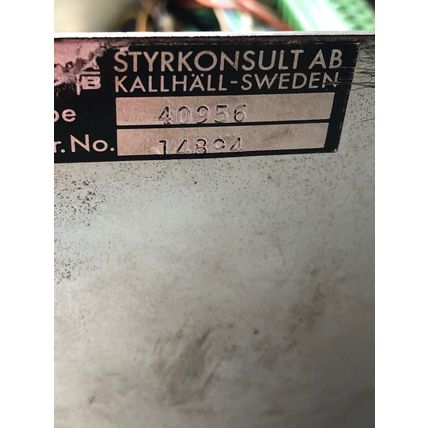 STYRKONSULT AB
KALLHÄLL-SWEDEN
pe 40956
r.No. 14894